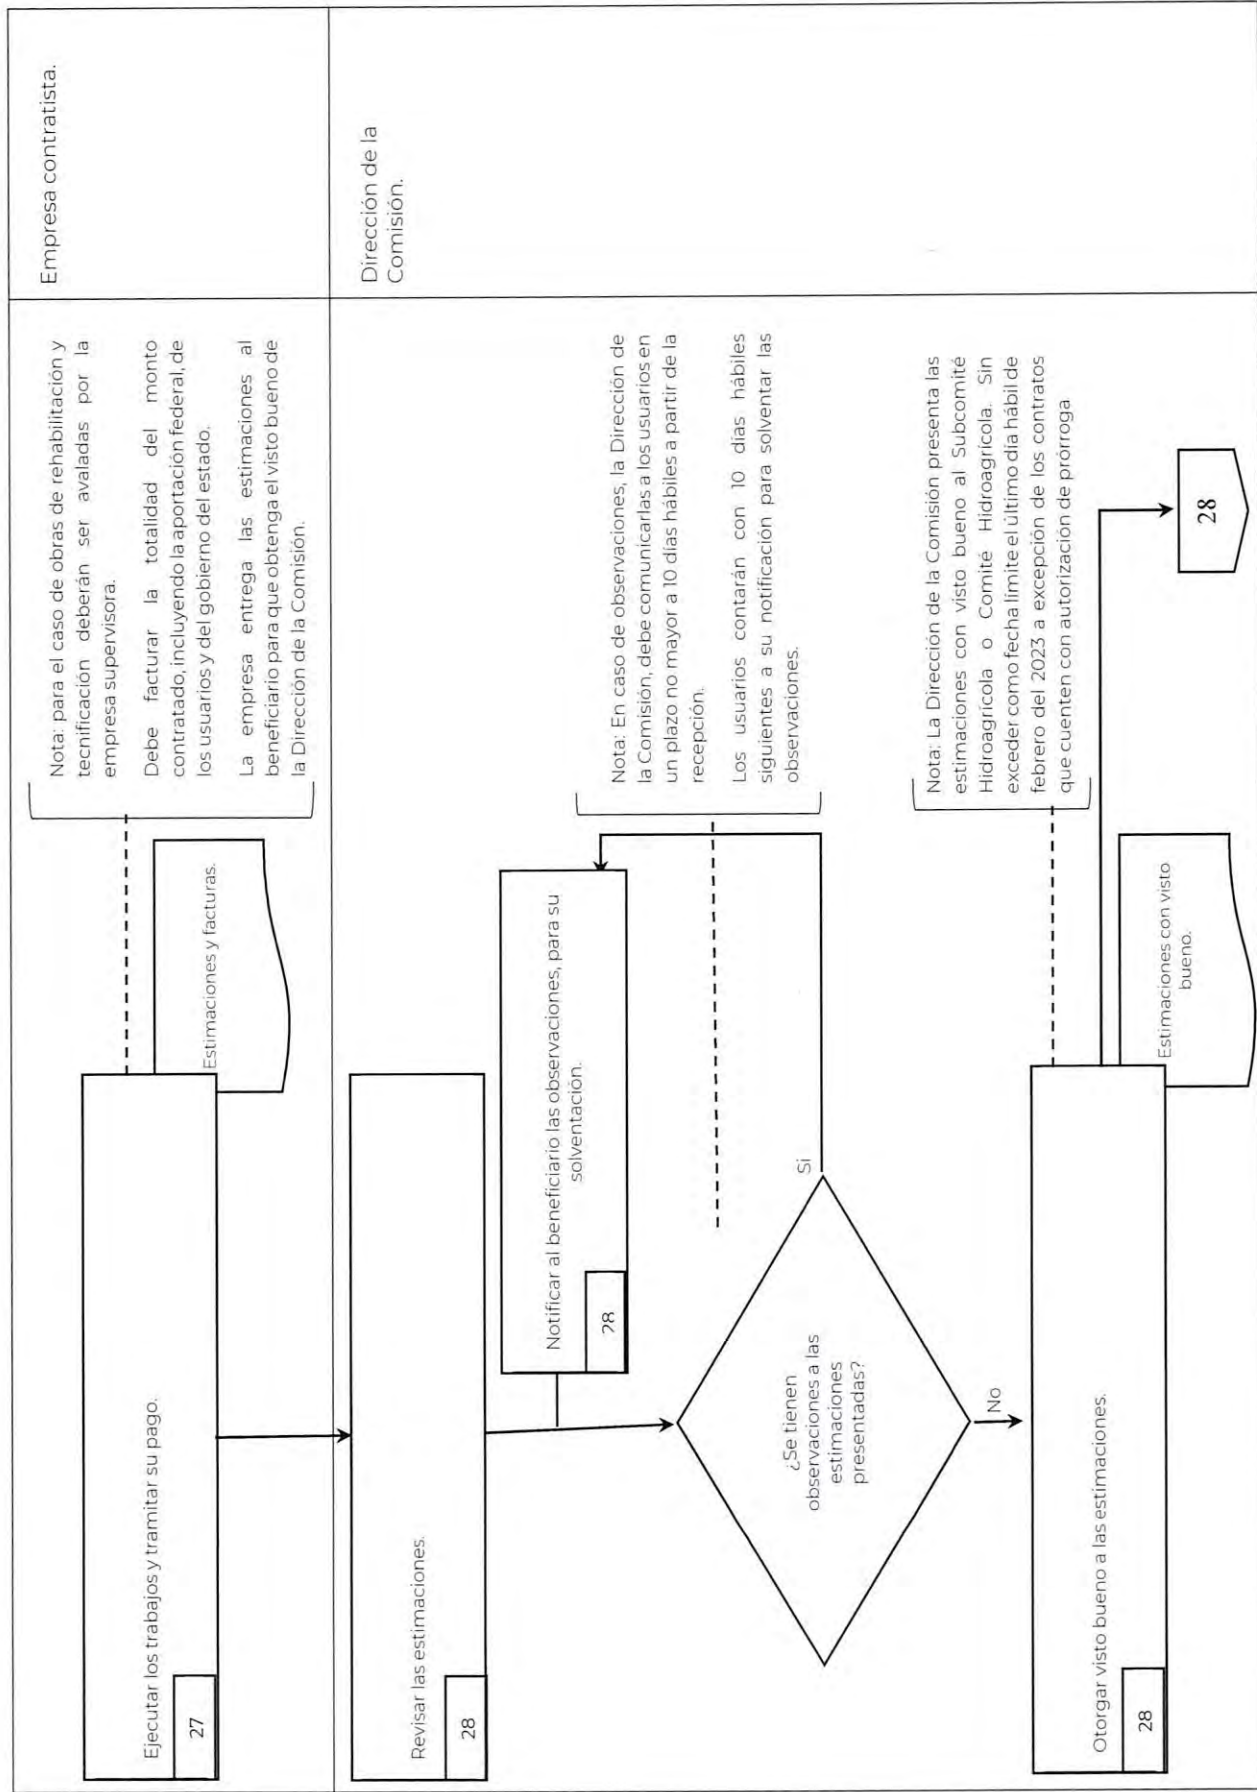 Ejecutar los trabajos y tramitar su pago.
27
Estimaciones y facturas.
Nota: para el caso de obras de rehabilitación y
tecnificación deberán ser avaladas por la
empresa supervisora.
Debe facturar la totalidad del monto
contratado, incluyendo la aportación federal, de
los usuarios y del gobierno del estado.
La empresa entrega las estimaciones al
beneficiario para que obtenga el visto bueno de
la Dirección de la Comisión.
Empresa contratista.
Revisar las estimaciones.
28
Notificar al beneficiario las observaciones, para su
solventación.
28
¿Se tienen
observaciones a las
estimaciones
presentadas?
Si
No
Nota: En caso de observaciones, la Dirección de
la Comisión, debe comunicarlas a los usuarios en
un plazo no mayor a 10 días hábiles a partir de la
recepción.
Los usuarios contarán con 10 días hábiles
siguientes a su notificación para solventar las
observaciones.
Dirección de la
Comisión.
Otorgar visto bueno a las estimaciones.
28
Estimaciones con visto
bueno.
Nota: La Dirección de la Comisión presenta las
estimaciones con visto bueno al Subcomité
Hidroagrícola o Comité Hidroagrícola. Sin
exceder como fecha límite el último día hábil de
febrero del 2023 a excepción de los contratos
que cuenten con autorización de prórroga
28